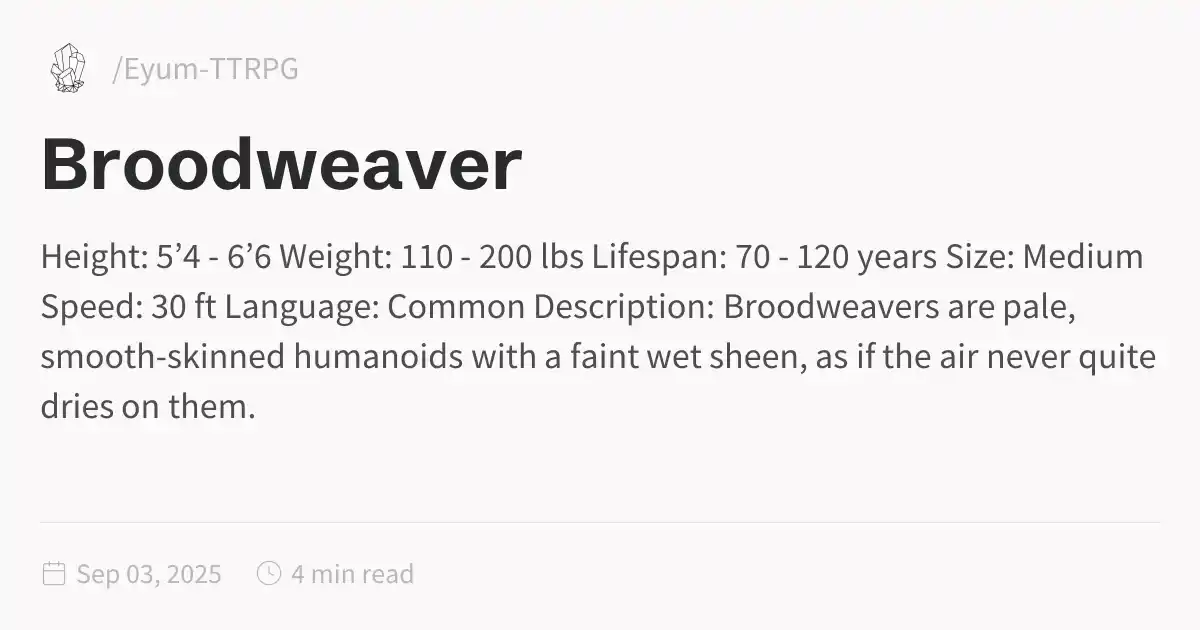 /Eyum-TTRPG
Broodweaver
Height: 5’4 - 6’6 Weight: 110 - 200 lbs Lifespan: 70 - 120 years Size: Medium
Speed: 30 ft Language: Common Description: Broodweavers are pale,
smooth-skinned humanoids with a faint wet sheen, as if the air never quite
dries on them.
Sep 03, 2025 4 min read